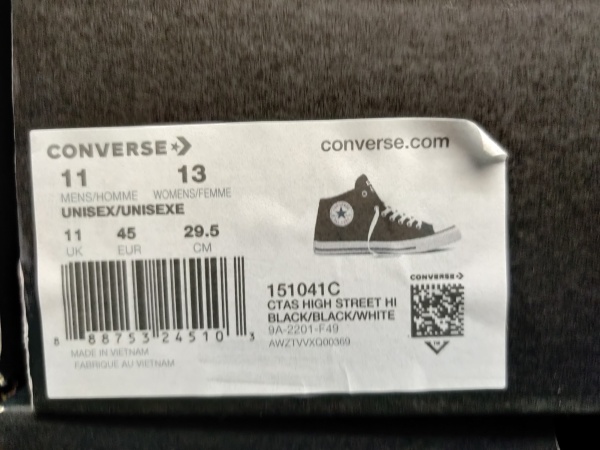 CONVERSE
converse.com
11 13
MENS/HOMME WOMENS/FEMME
UNISEX/UNISEXE
11 45 29.5
UK EUR CM
8 88753 24510 3
MADE IN VIETNAM
FABRIQUE AU VIETNAM
151041C
CTAS HIGH STREET HI
BLACK/BLACK/WHITE
9A-2201-F49
AWZTVVXQ00369
CONVERSE